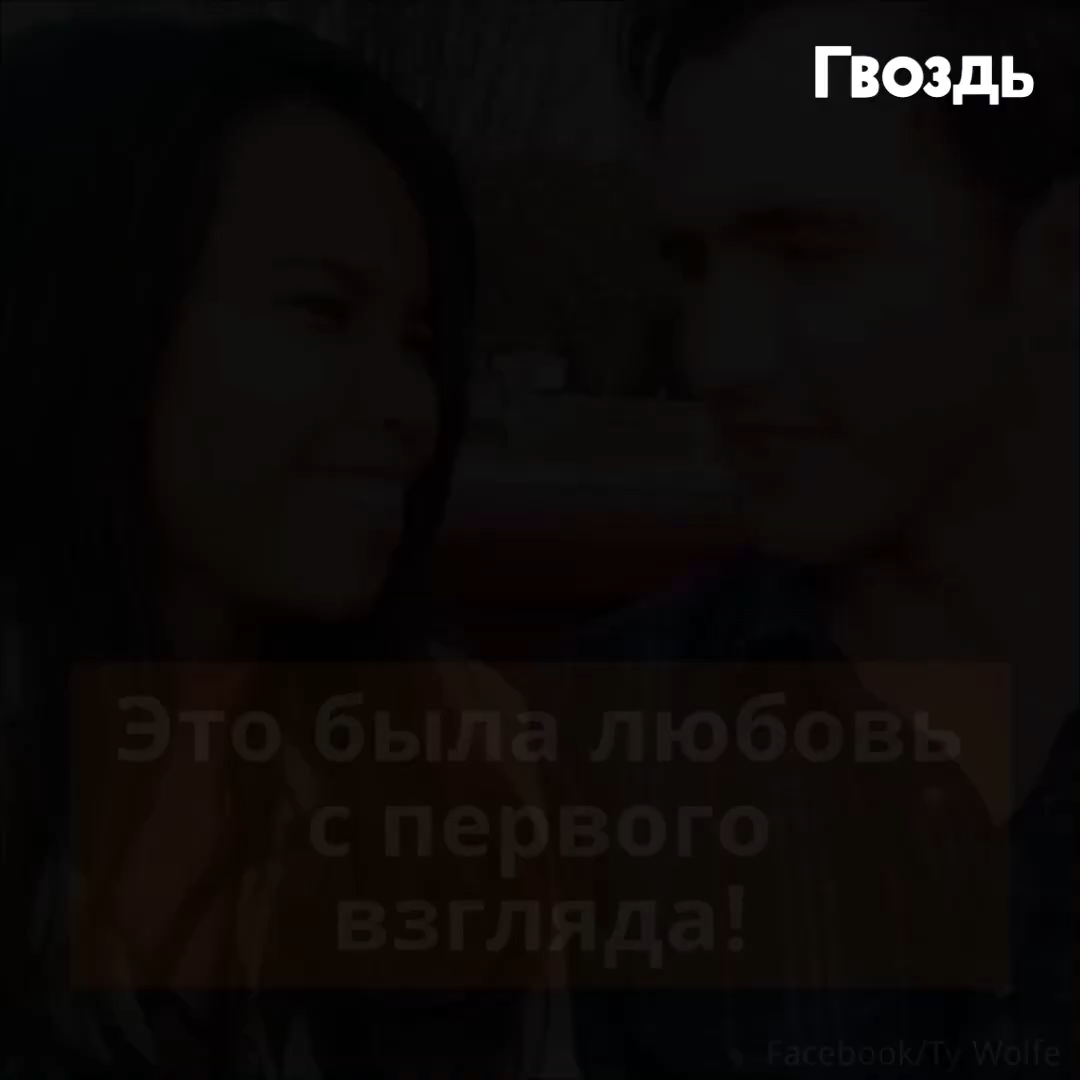 Гвоздь
Это была любовь
с первого
взгляда!
Facebook/Ty Wolfe